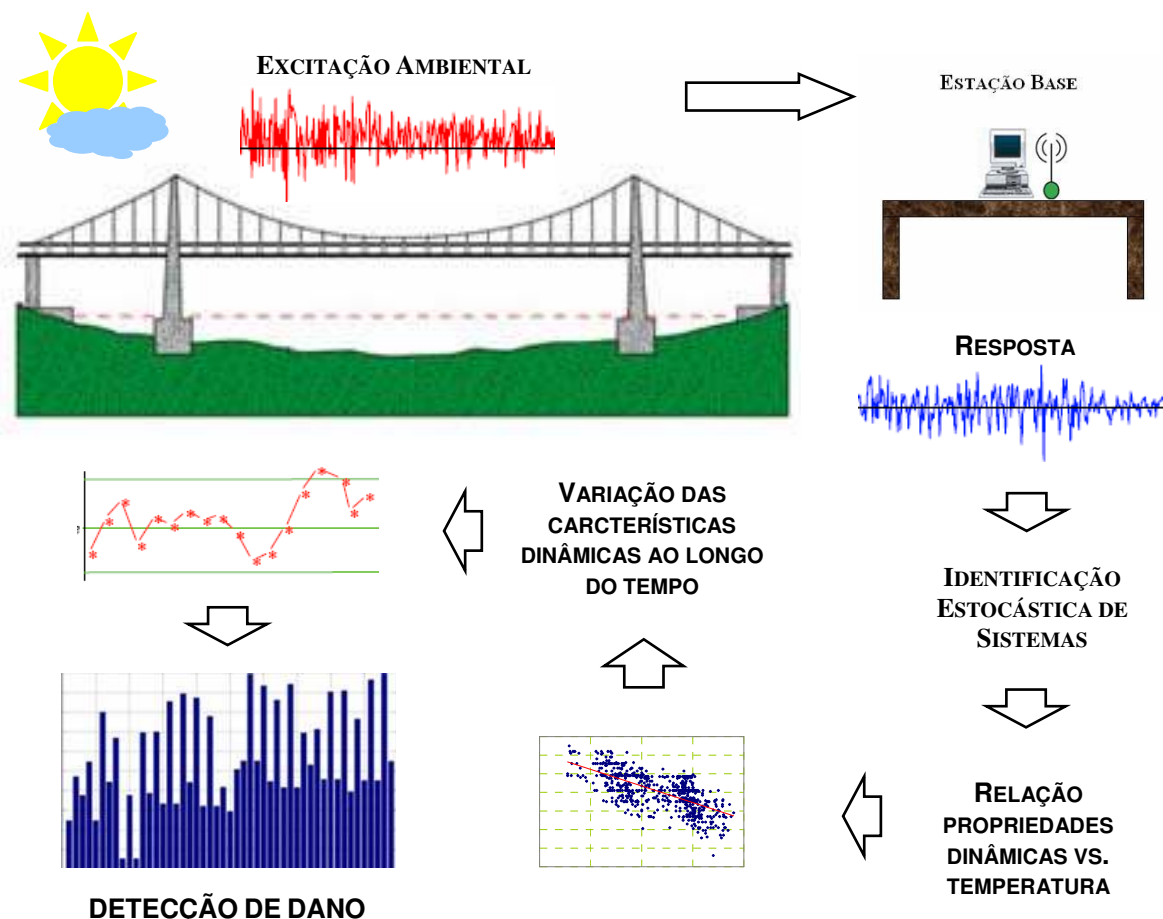 EXCITAÇÃO AMBIENTAL
ESTAÇÃO BASE
RESPOSTA
IDENTIFICAÇÃO
ESTOCÁSTICA DE
SISTEMAS
RELAÇÃO
PROPRIEDADES
DINÂMICAS VS.
TEMPERATURA
VARIAÇÃO DAS
CARCTERÍSTICAS
DINÂMICAS AO LONGO
DO TEMPO
DETECÇÃO DE DANO